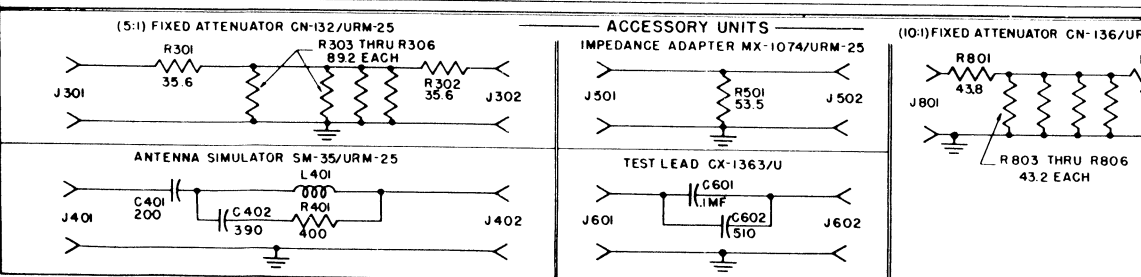 ACCESSORY UNITS
(5:1) FIXED ATTENUATOR CN-132/URM-25
R301
35.6
R303 THRU R306
89.2 EACH
R302
35.6
J301
J302
IMPEDANCE ADAPTER MX-1074/URM-25
J501
R501
53.5
J502
(10:1) FIXED ATTENUATOR CN-136/UR
R801
43.8
J801
R803 THRU R806
43.2 EACH
ANTENNA SIMULATOR SM-35/URM-25
L401
C401
200
J401
C402
390
R401
400
J402
TEST LEAD CX-1363/U
C601
.1MF
J601
C602
510
J602